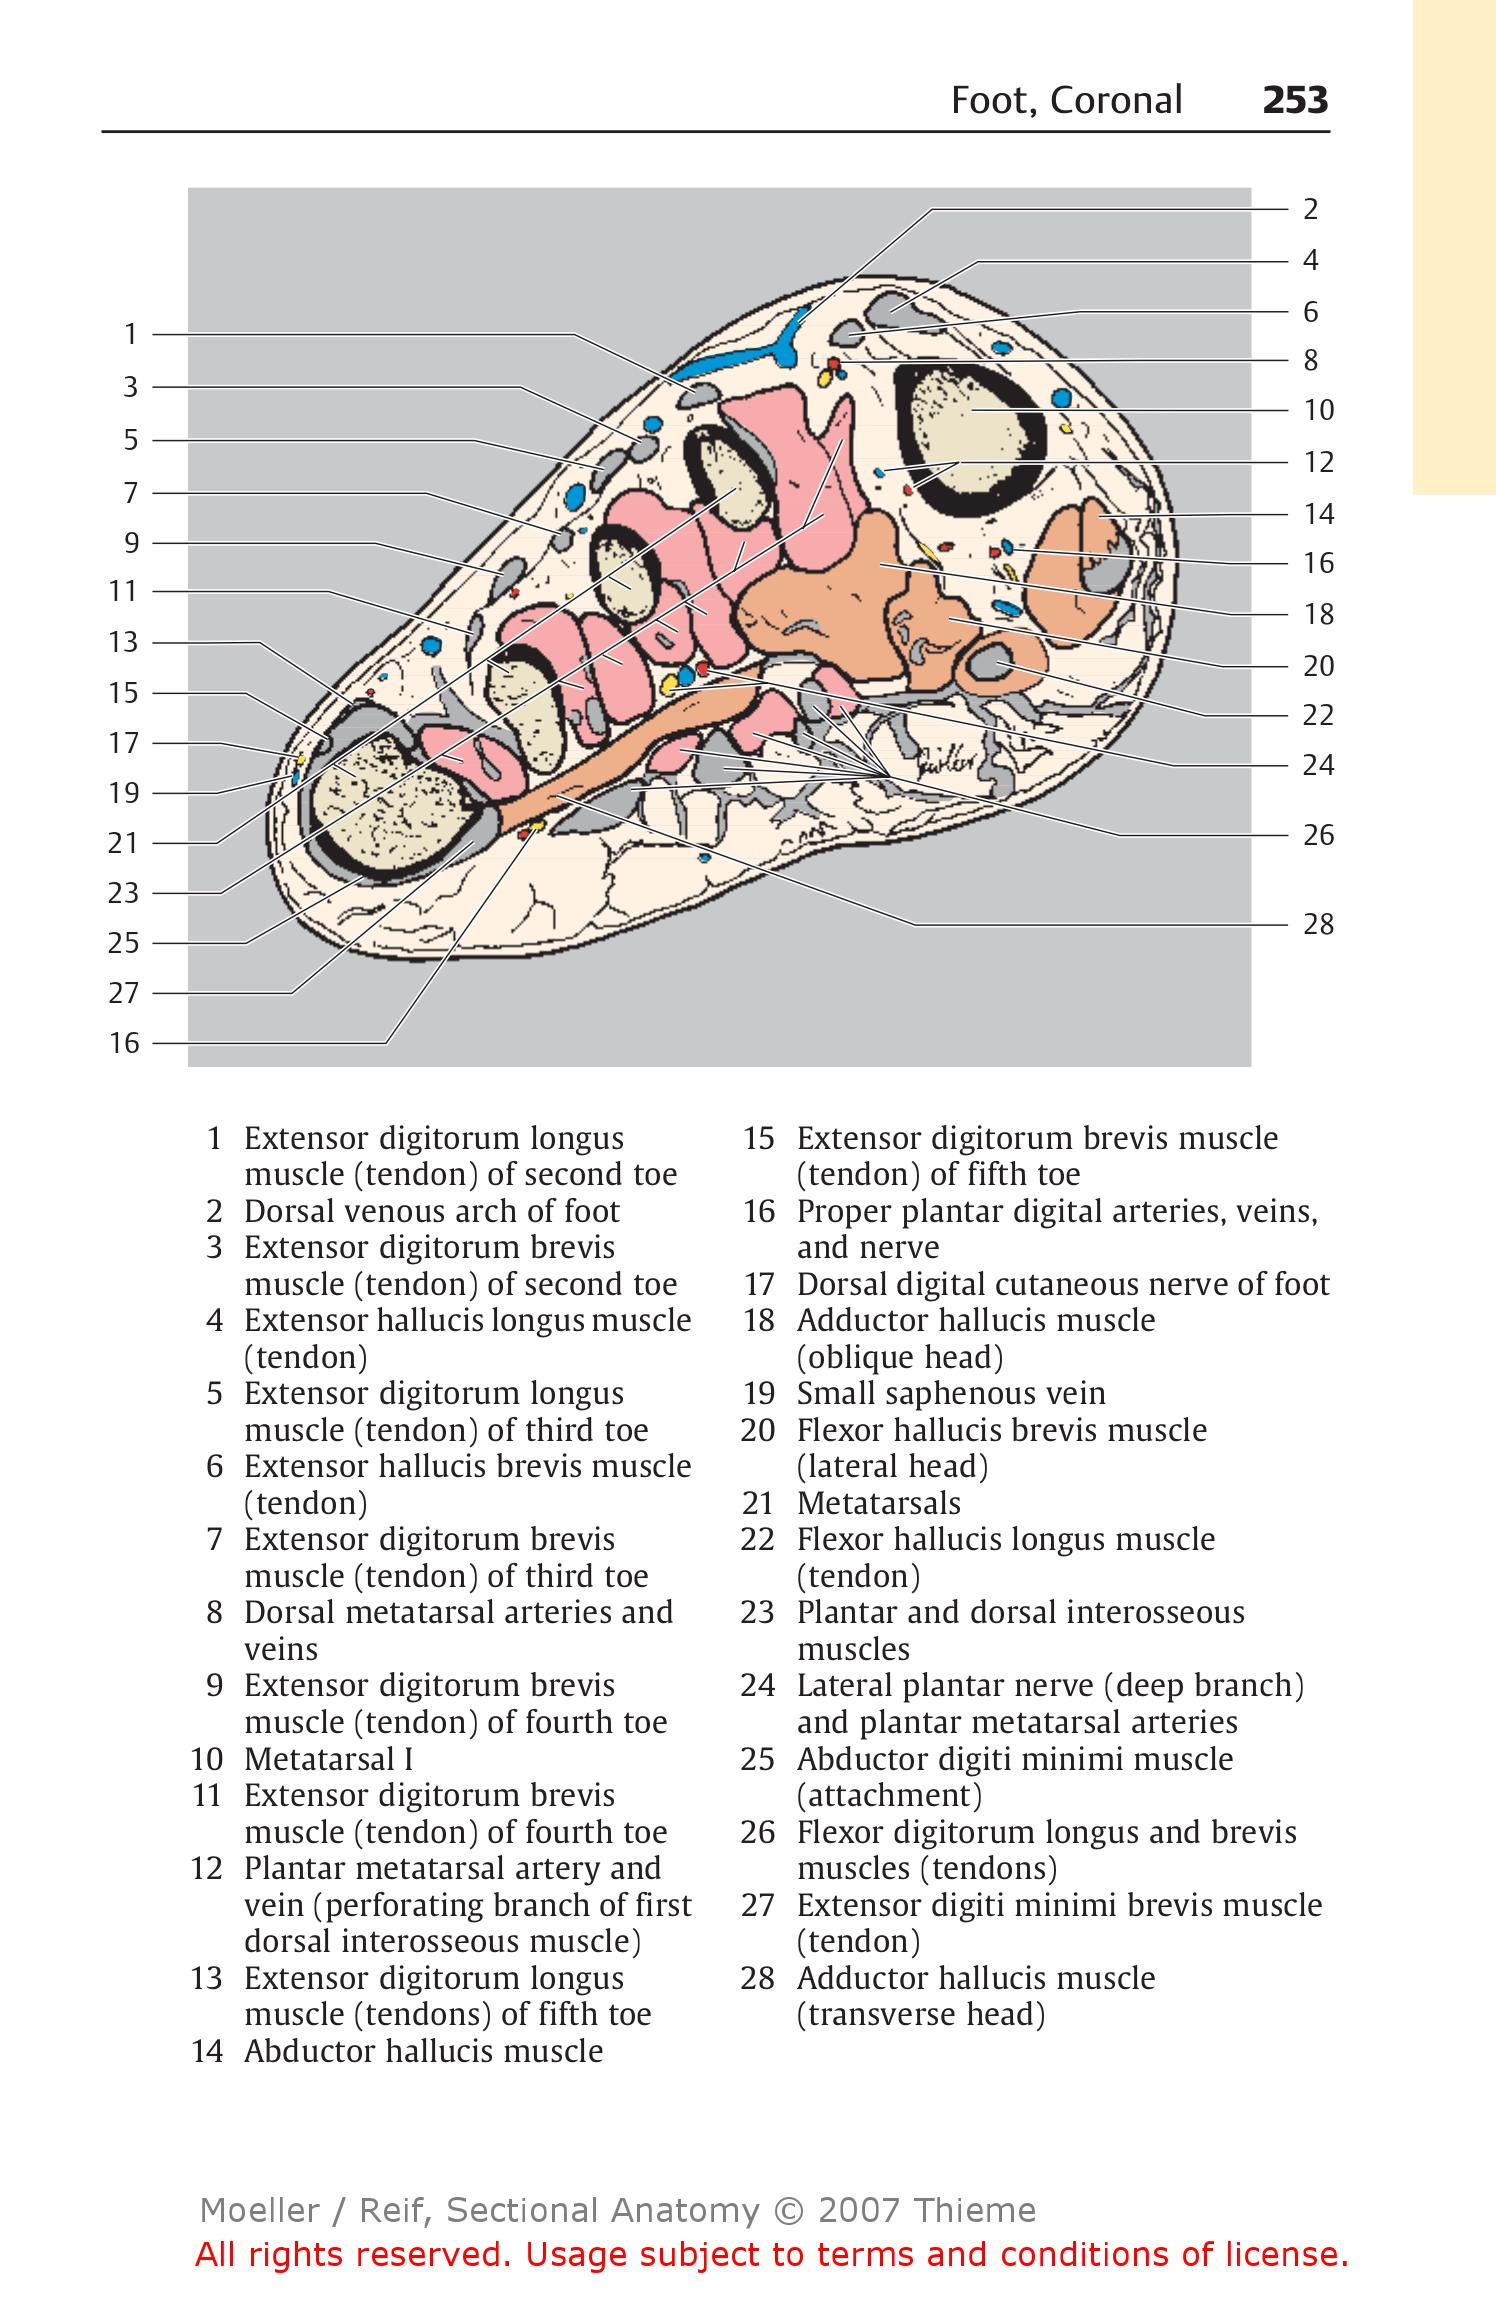 Foot, Coronal 253
2
4
6
1
8
3
10
5
12
7
14
9
16
11
18
13
20
15
22
17
24
19
26
21
23
28
25
27
16
1 Extensor digitorum longus
muscle (tendon) of second toe
2 Dorsal venous arch of foot
3 Extensor digitorum brevis
muscle (tendon) of second toe
4 Extensor hallucis longus muscle
(tendon)
5 Extensor digitorum longus
muscle (tendon) of third toe
6 Extensor hallucis brevis muscle
(tendon)
7 Extensor digitorum brevis
muscle (tendon) of third toe
8 Dorsal metatarsal arteries and
veins
9 Extensor digitorum brevis
muscle (tendon) of fourth toe
10 Metatarsal I
11 Extensor digitorum brevis
muscle (tendon) of fourth toe
12 Plantar metatarsal artery and
vein (perforating branch of first
dorsal interosseous muscle)
13 Extensor digitorum longus
muscle (tendons) of fifth toe
14 Abductor hallucis muscle
15 Extensor digitorum brevis muscle
(tendon) of fifth toe
16 Proper plantar digital arteries, veins,
and nerve
17 Dorsal digital cutaneous nerve of foot
18 Adductor hallucis muscle
(oblique head)
19 Small saphenous vein
20 Flexor hallucis brevis muscle
(lateral head)
21 Metatarsals
22 Flexor hallucis longus muscle
(tendon)
23 Plantar and dorsal interosseous
muscles
24 Lateral plantar nerve (deep branch)
and plantar metatarsal arteries
25 Abductor digiti minimi muscle
(attachment)
26 Flexor digitorum longus and brevis
muscles (tendons)
27 Extensor digiti minimi brevis muscle
(tendon)
28 Adductor hallucis muscle
(transverse head)
Moeller / Reif, Sectional Anatomy © 2007 Thieme
All rights reserved. Usage subject to terms and conditions of license.